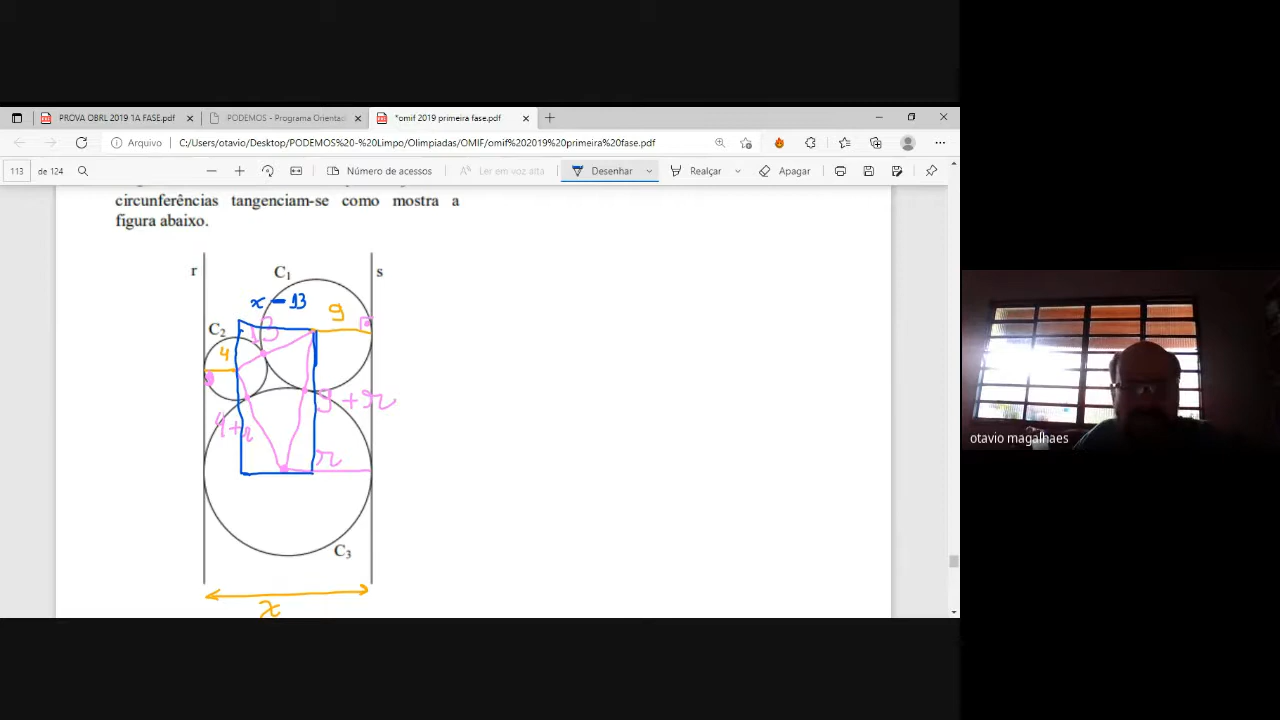 PROVA OBRL 2019 1A FASE.pdf
PODEMOS - Programa Orientad
*omif 2019 primeira fase.pdf
Arquivo
C:/Users/otavio/Desktop/PODEMOS%20-%20Limpo/Olimpiadas/OMIF/omif%202019%20primeira%20fase.pdf
113
de 124
Número de acessos
Ler em voz alta
Desenhar
Realçar
Apagar
circunferências tangenciam-se como mostra a
figura abaixo.
r
C1
s
x - 13
9
C2
13
4
9+r
4+r
r
C3
x
otavio magalhaes